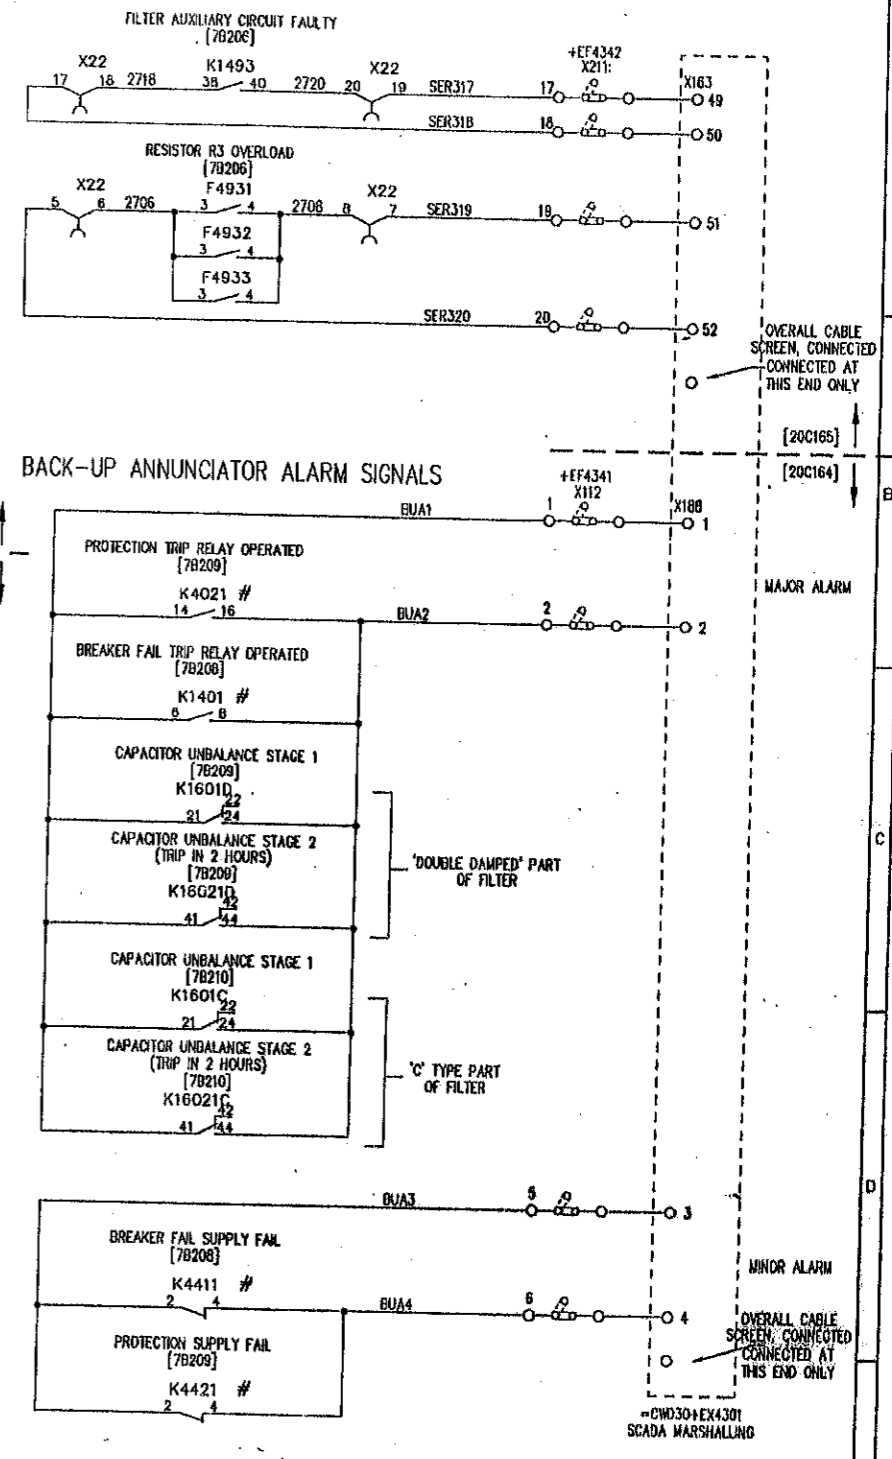 FILTER AUXILIARY CIRCUIT FAULTY
[7B206]
X22
K1493
X22
+EF4342
X211:
X163
17 18 2718 38 40 2720 20 19 SER317 17 49
SER318 18 50
RESISTOR R3 OVERLOAD
[7B206]
X22
F4931
X22
5 6 2706 3 4 2708 8 7 SER319 19 51
F4932
3 4
F4933
3 4
SER320 20 52
OVERALL CABLE
SCREEN, CONNECTED
CONNECTED AT
THIS END ONLY
[20C165]
BACK-UP ANNUNCIATOR ALARM SIGNALS
[20C164]
B
+EF4341
X112
X188
BUA1 1 1
PROTECTION TRIP RELAY OPERATED
[7B209]
MAJOR ALARM
K4021 #
14 16 BUA2 2 2
BREAKER FAIL TRIP RELAY OPERATED
[7B208]
K1401 #
6 8
CAPACITOR UNBALANCE STAGE 1
[7B209]
K1601D
22
21 24
C
CAPACITOR UNBALANCE STAGE 2
(TRIP IN 2 HOURS)
[7B209]
K16021D
42
41 44
'DOUBLE DAMPED' PART
OF FILTER
CAPACITOR UNBALANCE STAGE 1
[7B210]
K1601C
22
21 24
CAPACITOR UNBALANCE STAGE 2
(TRIP IN 2 HOURS)
[7B210]
K16021C
42
41 44
'C' TYPE PART
OF FILTER
D
BUA3 5 3
BREAKER FAIL SUPPLY FAIL
[7B208]
MINOR ALARM
K4411 #
2 4 BUA4 6 4
PROTECTION SUPPLY FAIL
[7B209]
K4421 #
2 4
OVERALL CABLE
SCREEN, CONNECTED
CONNECTED AT
THIS END ONLY
=CWD30+EX4301
SCADA MARSHALLING